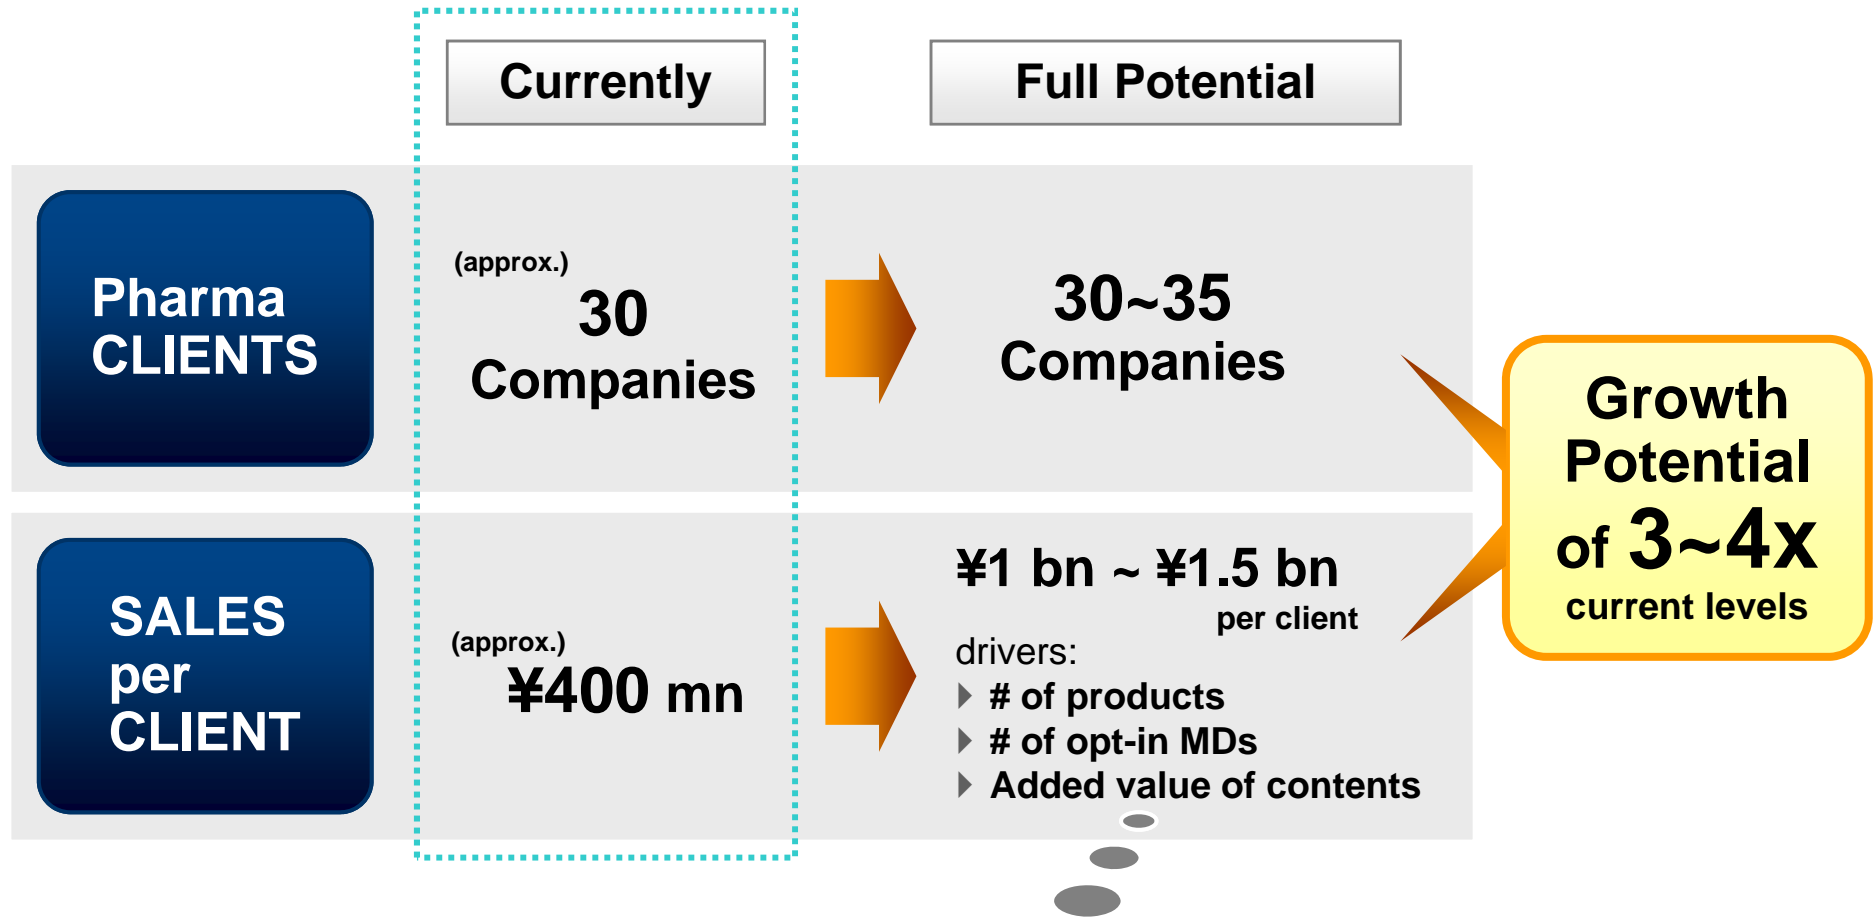 Currently
Full Potential
Pharma
CLIENTS
(approx.)
30
Companies
30~35
Companies
SALES
per
CLIENT
(approx.)
¥400 mn
¥1 bn ~ ¥1.5 bn
per client
drivers:
# of products
# of opt-in MDs
Added value of contents
Growth
Potential
of 3~4x
current levels